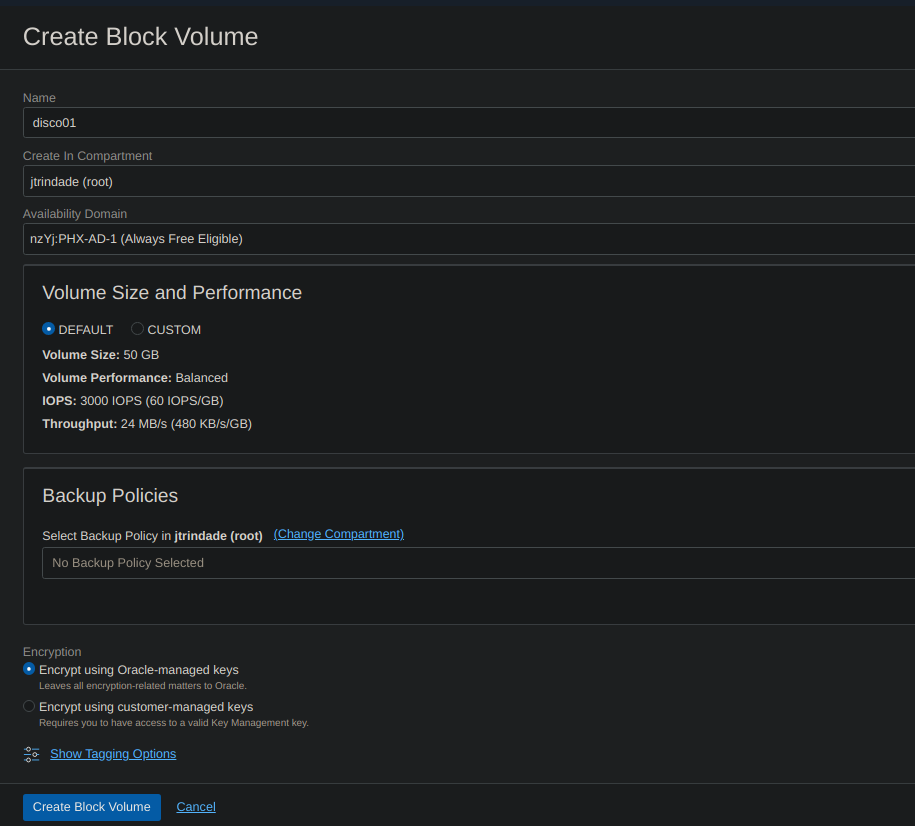 Create Block Volume
Name
disco01
Create In Compartment
jtrindade (root)
Availability Domain
nzYj:PHX-AD-1 (Always Free Eligible)
Volume Size and Performance
DEFAULT CUSTOM
Volume Size: 50 GB
Volume Performance: Balanced
IOPS: 3000 IOPS (60 IOPS/GB)
Throughput: 24 MB/s (480 KB/s/GB)
Backup Policies
Select Backup Policy in jtrindade (root) (Change Compartment)
No Backup Policy Selected
Encryption
Encrypt using Oracle-managed keys
Leaves all encryption-related matters to Oracle.
Encrypt using customer-managed keys
Requires you to have access to a valid Key Management key.
Show Tagging Options
Create Block Volume Cancel